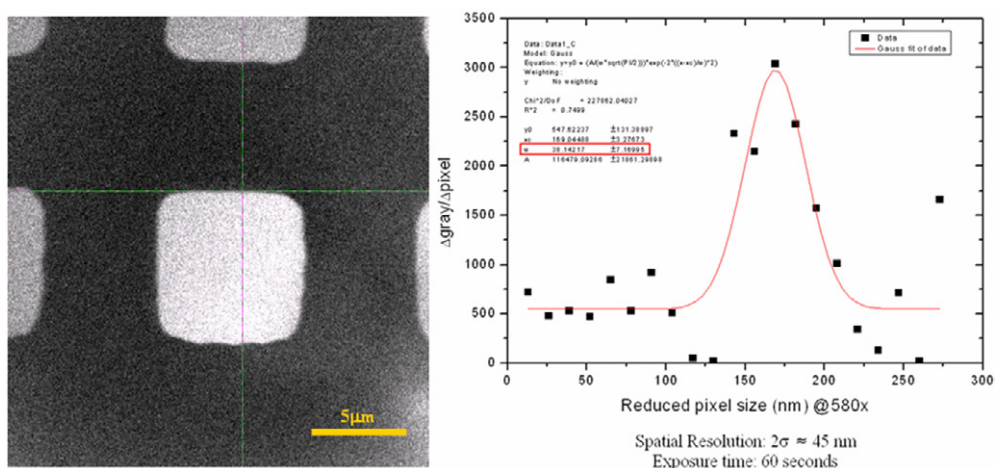 5μm
3500
3000
2500
2000
1500
1000
500
0
Δgray/Δpixel
Data: Data1_C
Model: Gauss
Equation: y=y0 + (A/(w*sqrt(PI/2)))*exp(-2*((x-xc)/w)^2)
Weighting:
y No weighting
Chi^2/DoF = 227862.04027
R^2 = 0.7499
y0 547.62237 ±131.38897
xc 169.04488 ±3.27673
w 38.14217 ±7.16995
A 116479.09286 ±21861.29898
Data
Gauss fit of data
0 50 100 150 200 250 300
Reduced pixel size (nm) @580x
Spatial Resolution: 2σ ≈ 45 nm
Exposure time: 60 seconds